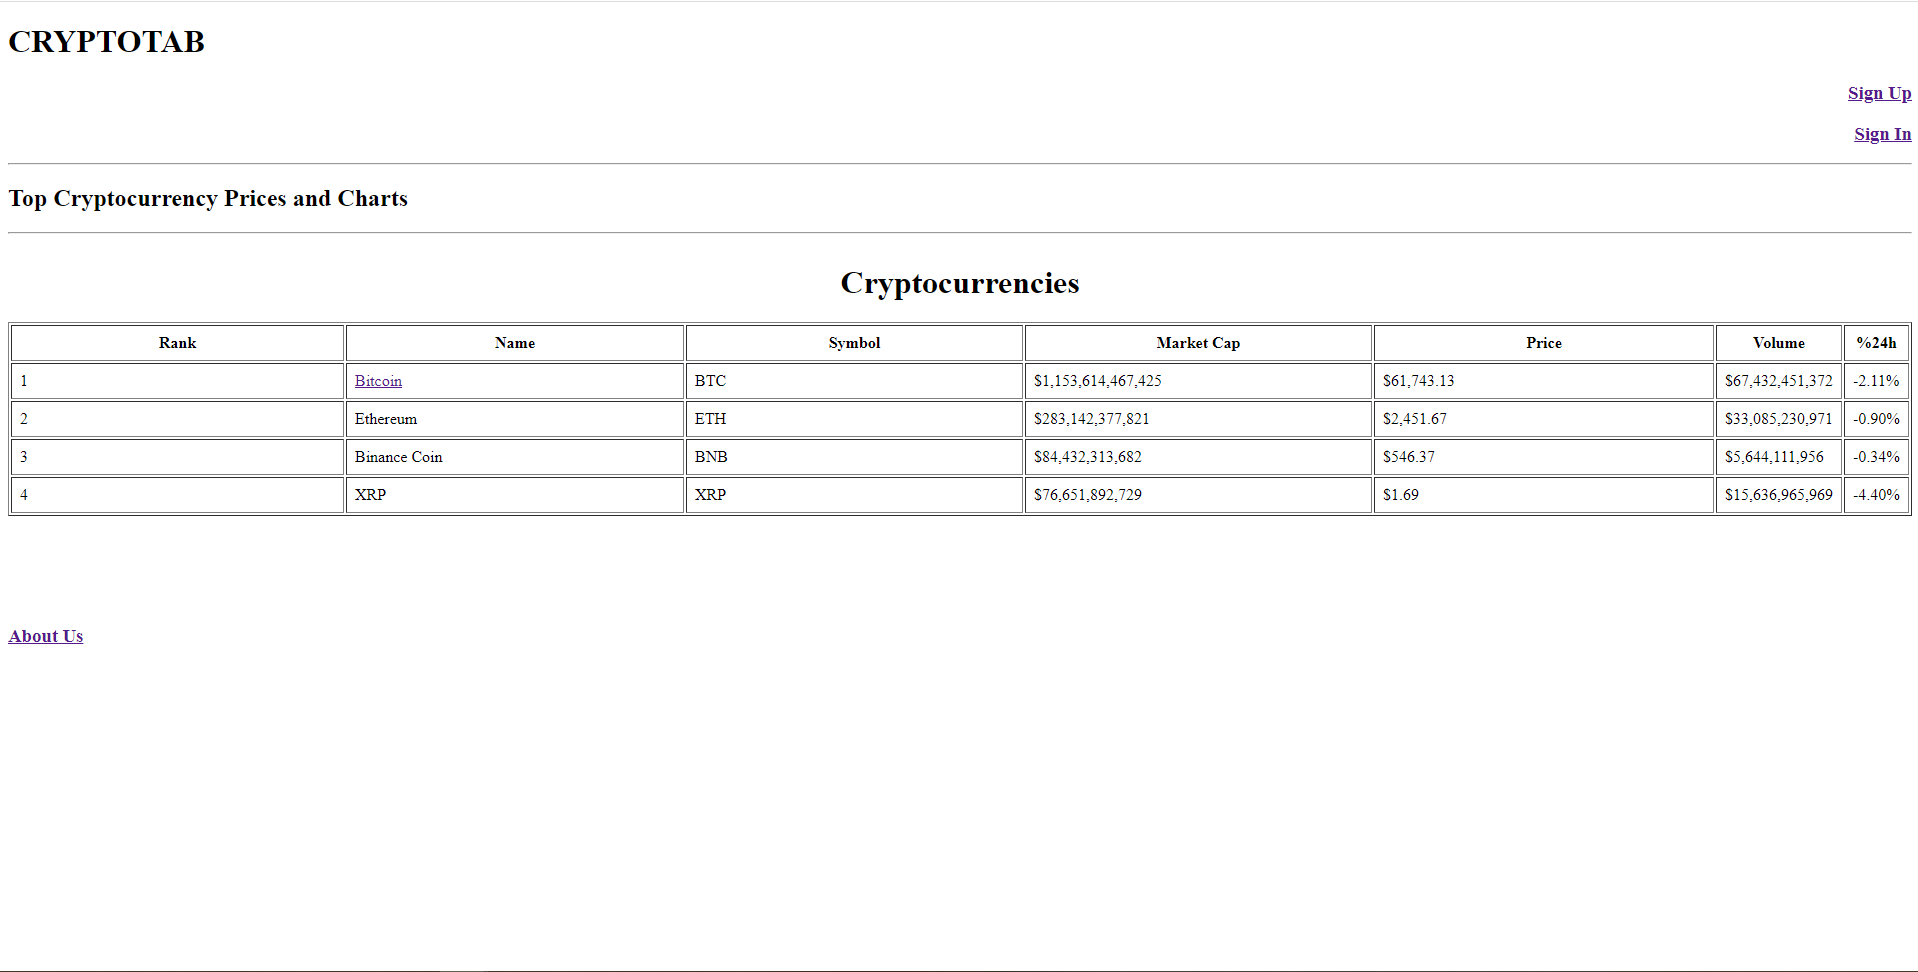 CRYPTOTAB
Sign Up
Sign In
Top Cryptocurrency Prices and Charts
Cryptocurrencies
Rank Name Symbol Market Cap Price Volume %24h
1 Bitcoin BTC $1,153,614,467,425 $61,743.13 $67,432,451,372 -2.11%
2 Ethereum ETH $283,142,377,821 $2,451.67 $33,085,230,971 -0.90%
3 Binance Coin BNB $84,432,313,682 $546.37 $5,644,111,956 -0.34%
4 XRP XRP $76,651,892,729 $1.69 $15,636,965,969 -4.40%
About Us